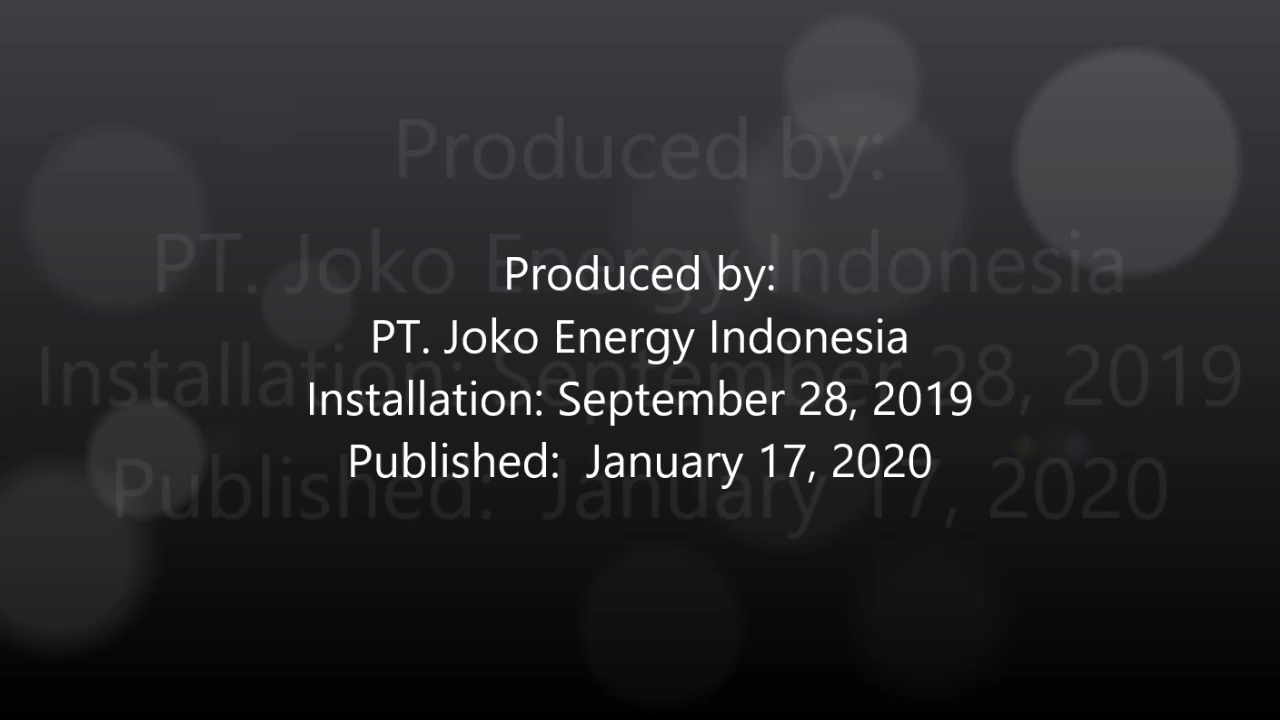 Produced by:
PT. Joko Energy Indonesia
Installation: September 28, 2019
Published:  January 17, 2020